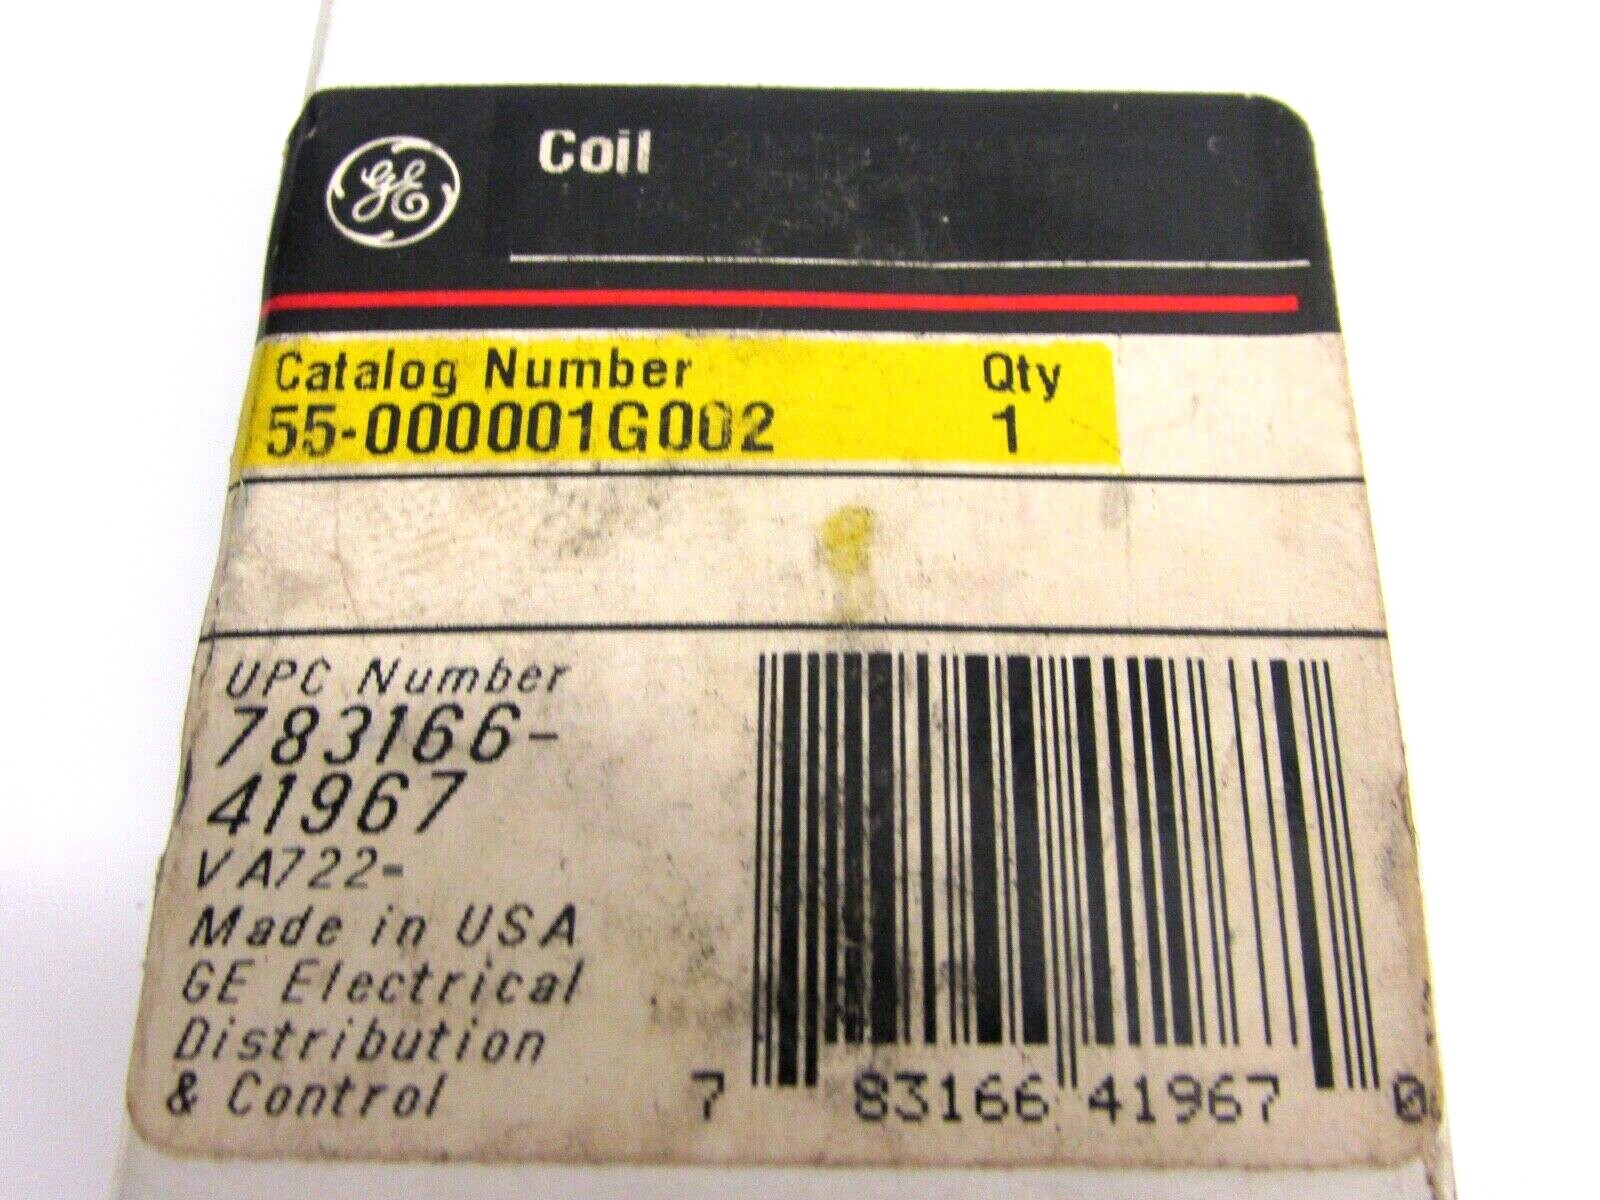 GE
Coil
Catalog Number Qty
55-000001G002 1
UPC Number
783166-
41967
VA722-
Made in USA
GE Electrical
Distribution
& Control
7 83166 41967 0